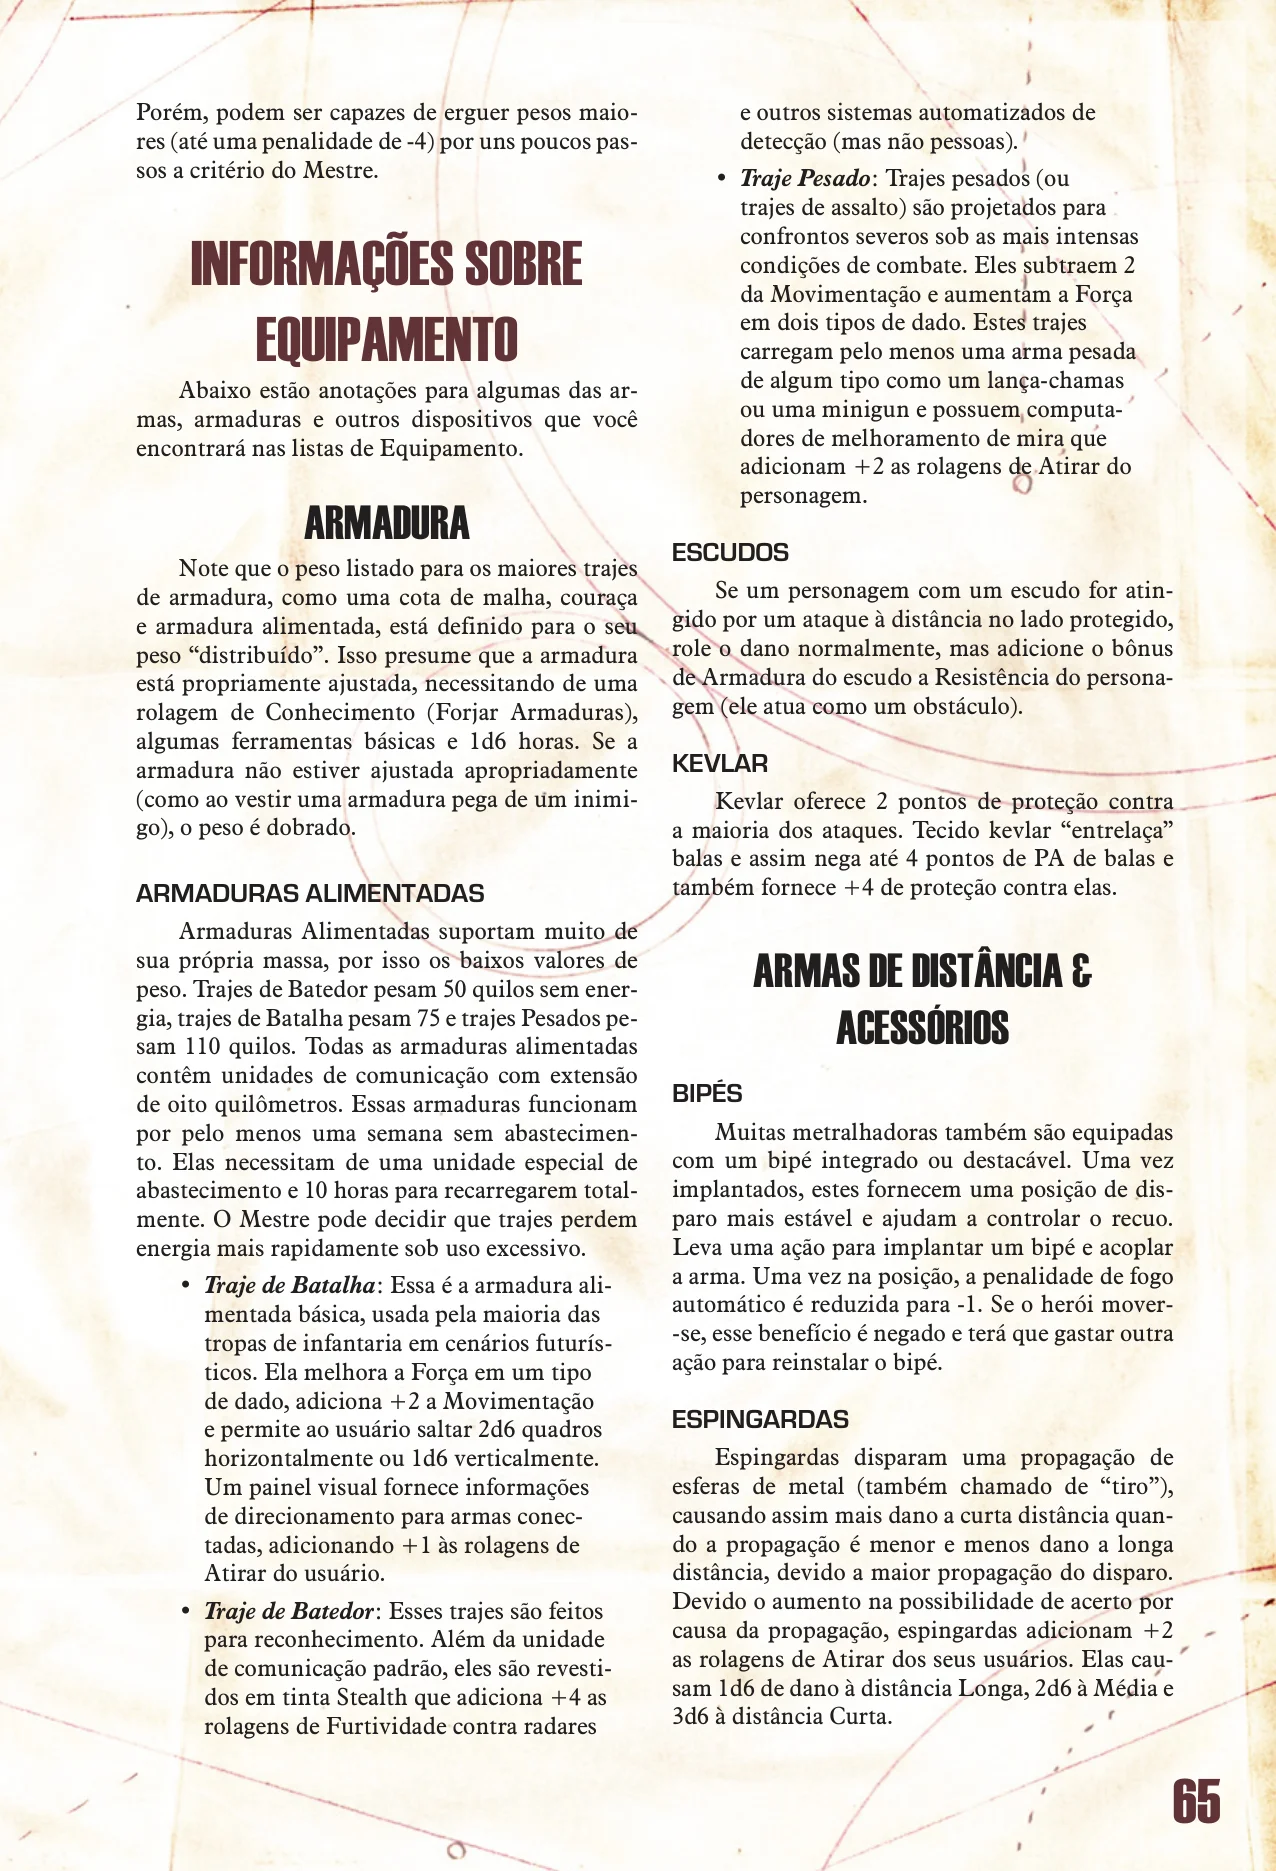 Porém, podem ser capazes de erguer pesos maio-
res (até uma penalidade de -4) por uns poucos pas-
sos a critério do Mestre.
INFORMAÇÕES SOBRE
EQUIPAMENTO
Abaixo estão anotações para algumas das ar-
mas, armaduras e outros dispositivos que você
encontrará nas listas de Equipamento.
ARMADURA
Note que o peso listado para os maiores trajes
de armadura, como uma cota de malha, couraça
e armadura alimentada, está definido para o seu
peso “distribuído”. Isso presume que a armadura
está propriamente ajustada, necessitando de uma
rolagem de Conhecimento (Forjar Armaduras),
algumas ferramentas básicas e 1d6 horas. Se a
armadura não estiver ajustada apropriadamente
(como ao vestir uma armadura pega de um inimi-
go), o peso é dobrado.
ARMADURAS ALIMENTADAS
Armaduras Alimentadas suportam muito de
sua própria massa, por isso os baixos valores de
peso. Trajes de Batedor pesam 50 quilos sem ener-
gia, trajes de Batalha pesam 75 e trajes Pesados pe-
sam 110 quilos. Todas as armaduras alimentadas
contêm unidades de comunicação com extensão
de oito quilômetros. Essas armaduras funcionam
por pelo menos uma semana sem abastecimen-
to. Elas necessitam de uma unidade especial de
abastecimento e 10 horas para recarregarem total-
mente. O Mestre pode decidir que trajes perdem
energia mais rapidamente sob uso excessivo.
• Traje de Batalha: Essa é a armadura ali-
mentada básica, usada pela maioria das
tropas de infantaria em cenários futurís-
ticos. Ela melhora a Força em um tipo
de dado, adiciona +2 a Movimentação
e permite ao usuário saltar 2d6 quadros
horizontalmente ou 1d6 verticalmente.
Um painel visual fornece informações
de direcionamento para armas conec-
tadas, adicionando +1 às rolagens de
Atirar do usuário.
• Traje de Batedor: Esses trajes são feitos
para reconhecimento. Além da unidade
de comunicação padrão, eles são revesti-
dos em tinta Stealth que adiciona +4 as
rolagens de Furtividade contra radares
e outros sistemas automatizados de
detecção (mas não pessoas).
• Traje Pesado: Trajes pesados (ou
trajes de assalto) são projetados para
confrontos severos sob as mais intensas
condições de combate. Eles subtraem 2
da Movimentação e aumentam a Força
em dois tipos de dado. Estes trajes
carregam pelo menos uma arma pesada
de algum tipo como um lança-chamas
ou uma minigun e possuem computa-
dores de melhoramento de mira que
adicionam +2 as rolagens de Atirar do
personagem.
ESCUDOS
Se um personagem com um escudo for atin-
gido por um ataque à distância no lado protegido,
role o dano normalmente, mas adicione o bônus
de Armadura do escudo a Resistência do persona-
gem (ele atua como um obstáculo).
KEVLAR
Kevlar oferece 2 pontos de proteção contra
a maioria dos ataques. Tecido kevlar “entrelaça”
balas e assim nega até 4 pontos de PA de balas e
também fornece +4 de proteção contra elas.
ARMAS DE DISTÂNCIA &
ACESSÓRIOS
BIPÉS
Muitas metralhadoras também são equipadas
com um bipé integrado ou destacável. Uma vez
implantados, estes fornecem uma posição de dis-
paro mais estável e ajudam a controlar o recuo.
Leva uma ação para implantar um bipé e acoplar
a arma. Uma vez na posição, a penalidade de fogo
automático é reduzida para -1. Se o herói mover-
-se, esse benefício é negado e terá que gastar outra
ação para reinstalar o bipé.
ESPINGARDAS
Espingardas disparam uma propagação de
esferas de metal (também chamado de “tiro”),
causando assim mais dano a curta distância quan-
do a propagação é menor e menos dano a longa
distância, devido a maior propagação do disparo.
Devido o aumento na possibilidade de acerto por
causa da propagação, espingardas adicionam +2
as rolagens de Atirar dos seus usuários. Elas cau-
sam 1d6 de dano à distância Longa, 2d6 à Média e
3d6 à distância Curta.
65